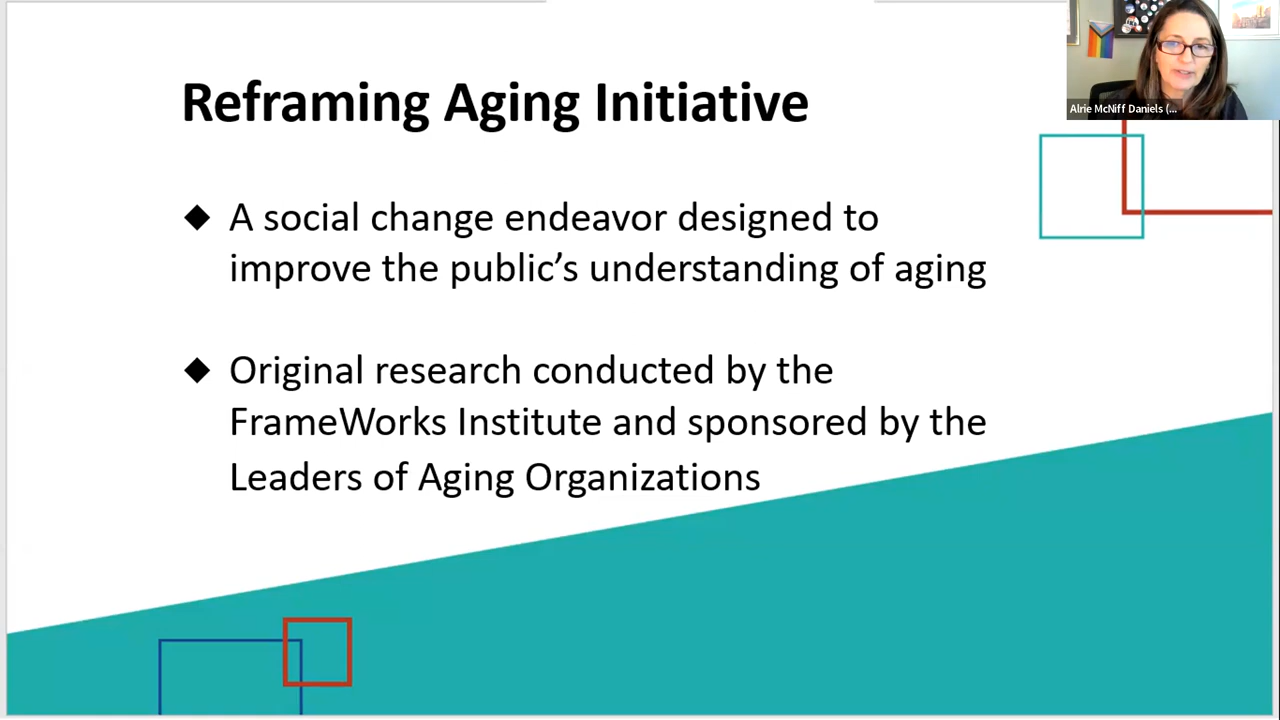 Reframing Aging Initiative
Alrie McNiff Daniels (...
◆ A social change endeavor designed to
improve the public’s understanding of aging
◆ Original research conducted by the
FrameWorks Institute and sponsored by the
Leaders of Aging Organizations